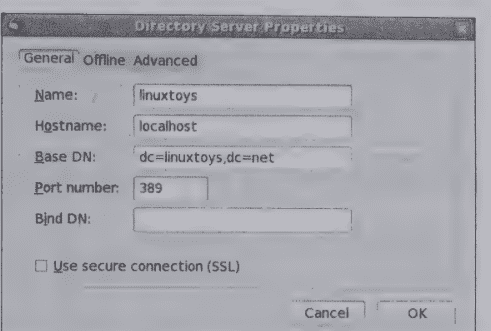 Directory Server Properties
General Offline Advanced
Name: linuxtoys
Hostname: localhost
Base DN: dc=linuxtoys,dc=net
Port number: 389
Bind DN:
Use secure connection (SSL)
Cancel OK